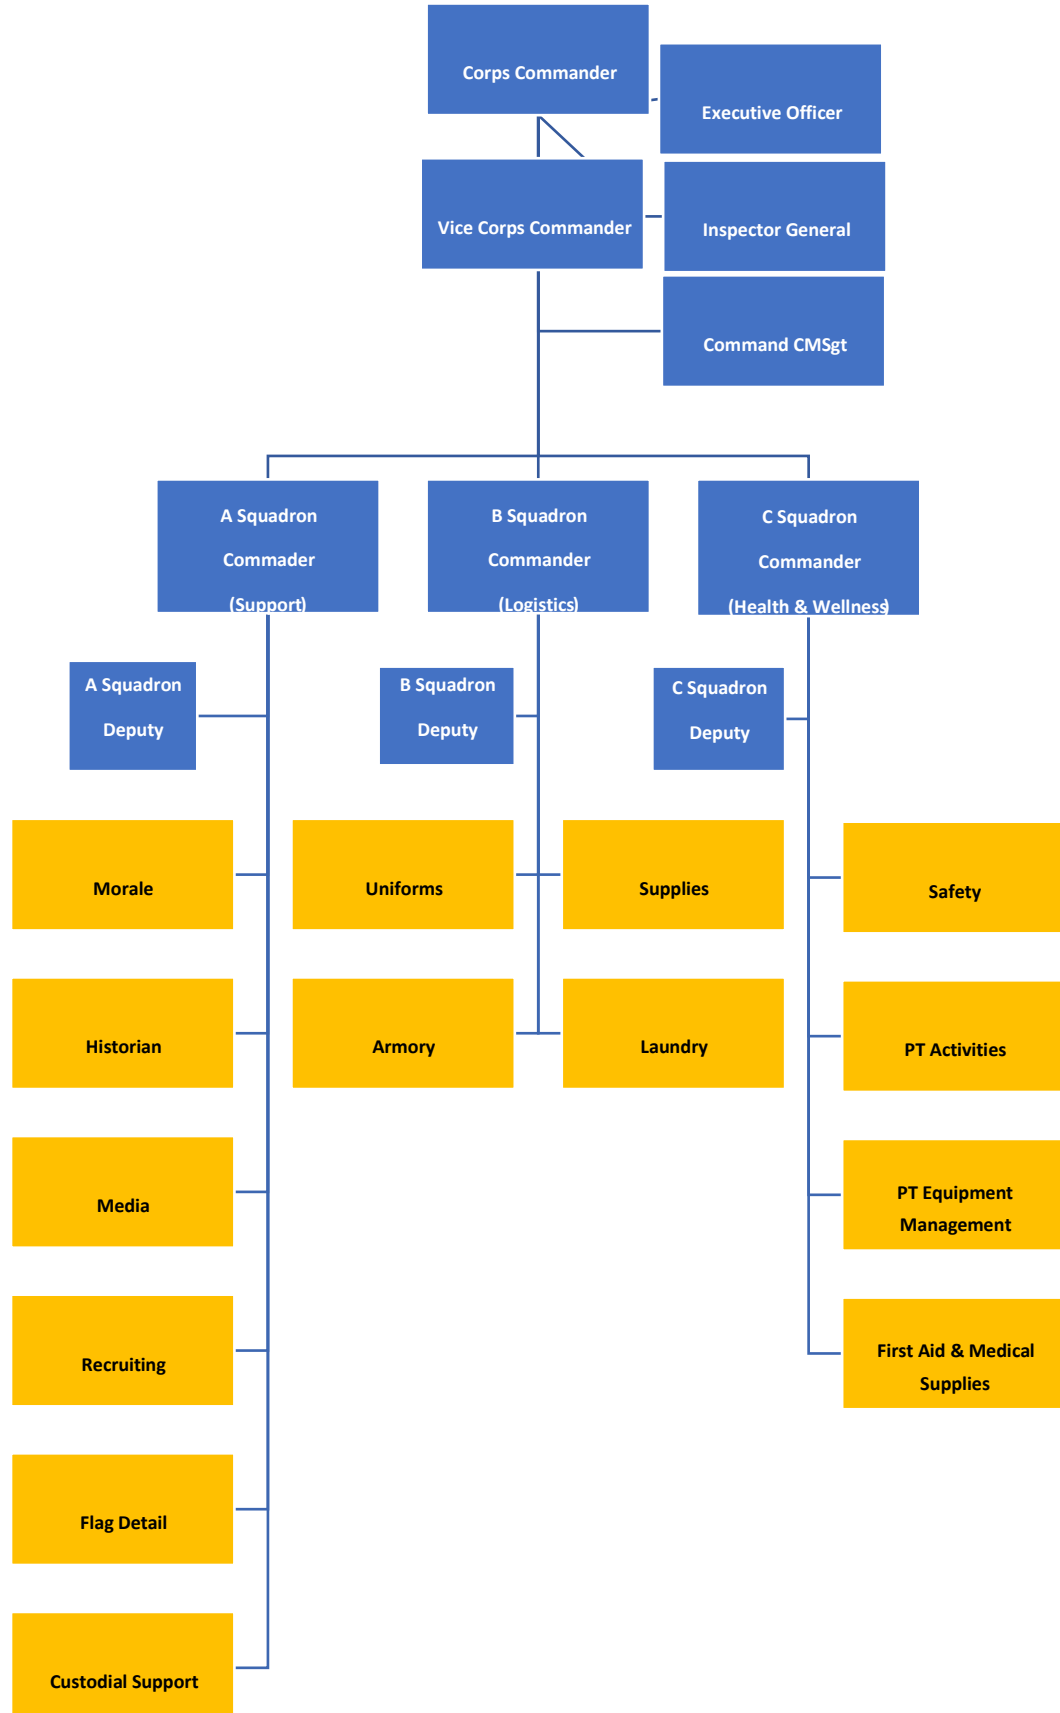 Corps Commander
Executive Officer
Vice Corps Commander
Inspector General
Command CMSgt
A Squadron
Commader
(Support)
B Squadron
Commander
(Logistics)
C Squadron
Commander
(Health & Wellness)
A Squadron
Deputy
B Squadron
Deputy
C Squadron
Deputy
Morale
Uniforms
Supplies
Safety
Historian
Armory
Laundry
PT Activities
Media
PT Equipment
Management
Recruiting
First Aid & Medical
Supplies
Flag Detail
Custodial Support